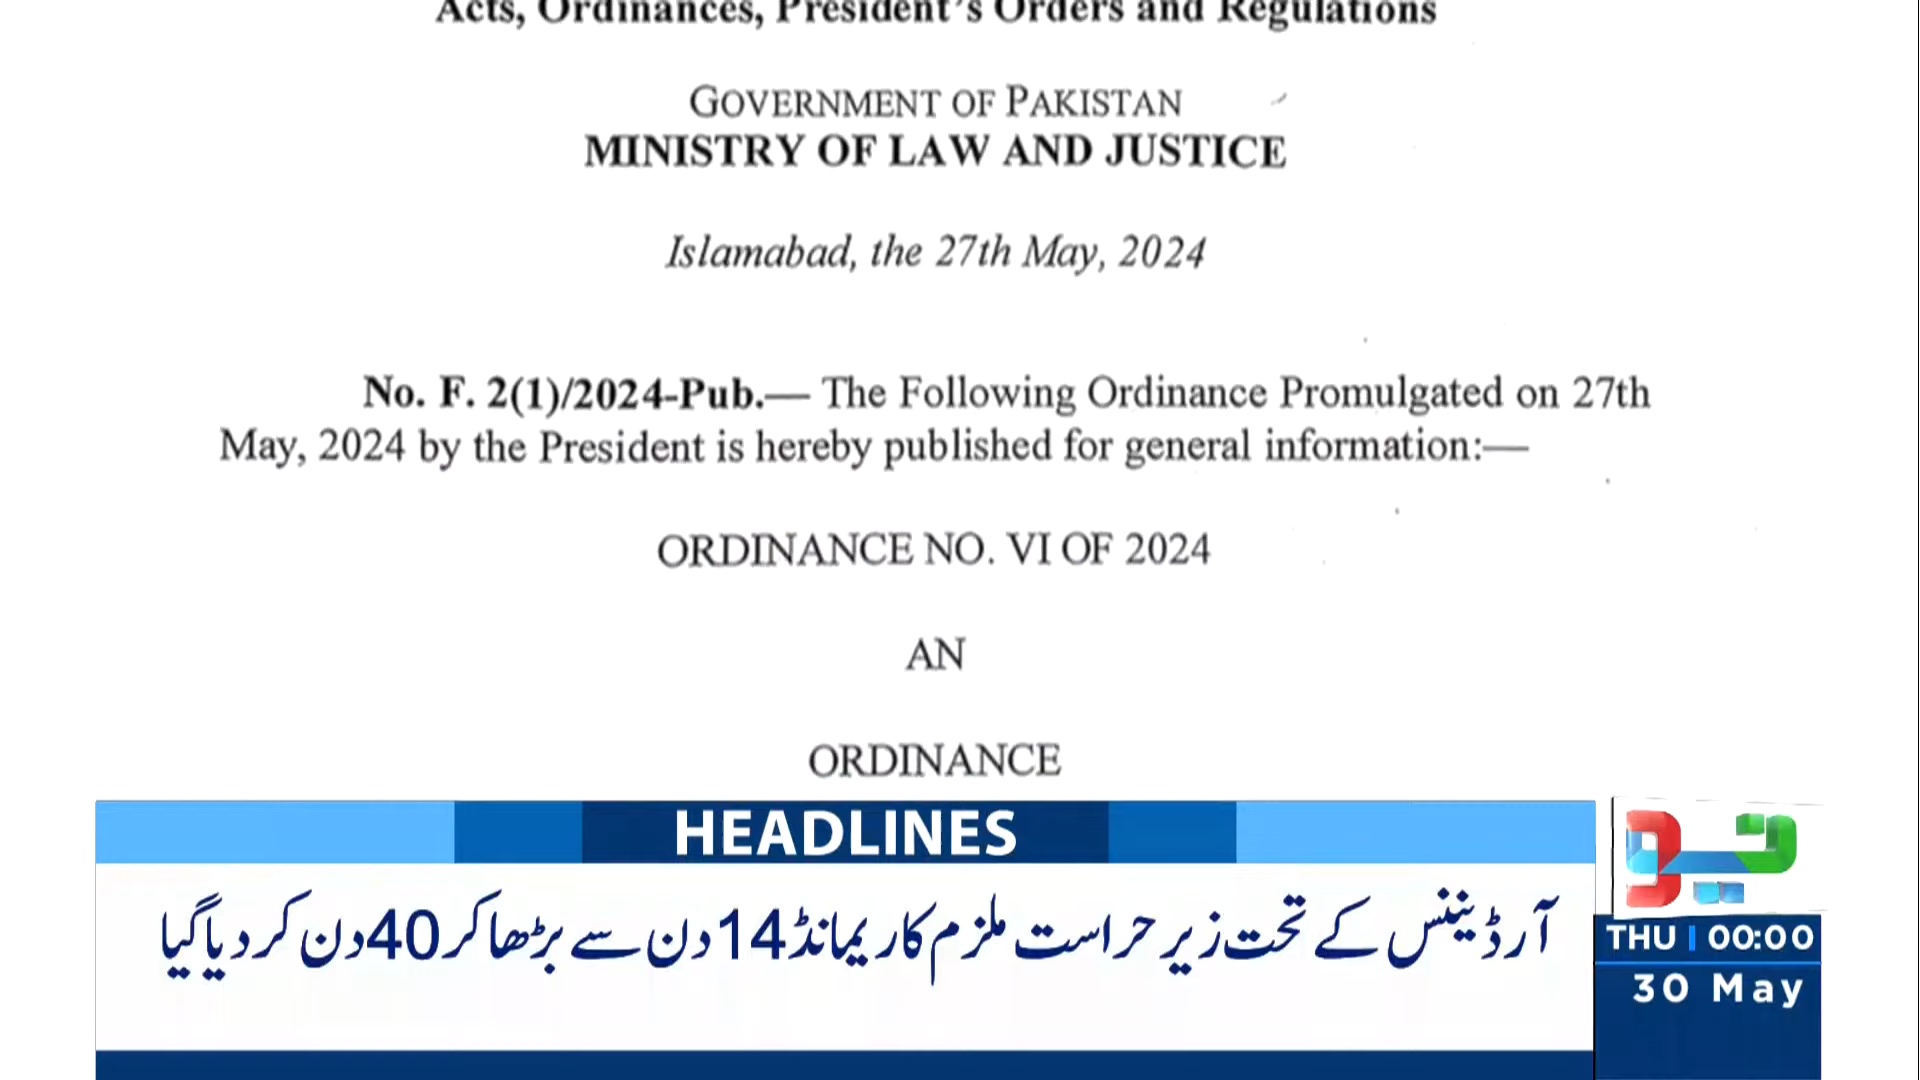 Acts, Ordinances, President's Orders and Regulations
GOVERNMENT OF PAKISTAN
MINISTRY OF LAW AND JUSTICE
Islamabad, the 27th May, 2024
No. F. 2(1)/2024-Pub.— The Following Ordinance Promulgated on 27th
May, 2024 by the President is hereby published for general information:—
ORDINANCE NO. VI OF 2024
AN
ORDINANCE
HEADLINES
آرڈیننس کے تحت زیر حراست ملزم کا ریمانڈ 14 دن سے بڑھا کر 40 دن کر دیا گیا
نیو
THU | 00:00
30 May